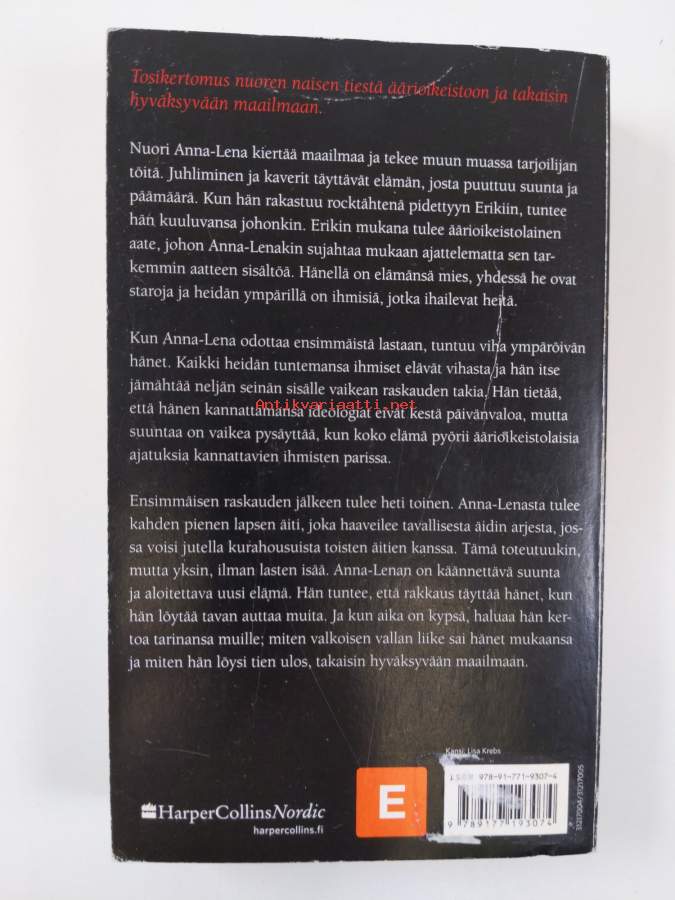 Tosikertomus nuoren naisen tiestä äärioikeistoon ja takaisin
hyväksyvään maailmaan.
Nuori Anna-Lena kiertää maailmaa ja tekee muun muassa tarjoilijan
töitä. Juhliminen ja kaverit täyttävät elämän, josta puuttuu suunta ja
päämäärä. Kun hän rakastuu rocktähtenä pidettyyn Erikiin, tuntee
hän kuuluvansa johonkin. Erikin mukana tulee äärioikeistolainen
aate, johon Anna-Lenakin sujahtaa mukaan ajattelematta sen tar-
kemmin aatteen sisältöä. Hänellä on elämänsä mies, yhdessä he ovat
staroja ja heidän ympärillä on ihmisiä, jotka ihailevat heitä.
Kun Anna-Lena odottaa ensimmäistä lastaan, tuntuu viha ympäröivän
hänet. Kaikki heidän tuntemansa ihmiset elävät vihasta ja hän itse
jämähtää neljän seinän sisälle vaikean raskauden takia. Hän tietää,
että hänen kannattamansa ideologiat eivät kestä päivänvaloa, mutta
Antikvariaatti.net
suuntaa on vaikea pysäyttää, kun koko elämä pyörii äärioikeistolaisia
ajatuksia kannattavien ihmisten parissa.
Ensimmäisen raskauden jälkeen tulee heti toinen. Anna-Lenasta tulee
kahden pienen lapsen äiti, joka haaveilee tavallisesta äidin arjesta, jos-
sa voisi jutella kurahousuista toisten äitien kanssa. Tämä toteutuukin,
mutta yksin, ilman lasten isää. Anna-Lenan on käännettävä suunta
ja aloitettava uusi elämä. Hän tuntee, että rakkaus täyttää hänet, kun
hän löytää tavan auttaa muita. Ja kun aika on kypsä, haluaa hän ker-
toa tarinansa muille; miten valkoisen vallan liike sai hänet mukaansa
ja miten hän löysi tien ulos, takaisin hyväksyvään maailmaan.
Kansi: Lisa Krebs
ISBN 978-91-771-9307-4
E
HarperCollins Nordic
harpercollins.fi
9 789177 193074
31217004/31217005